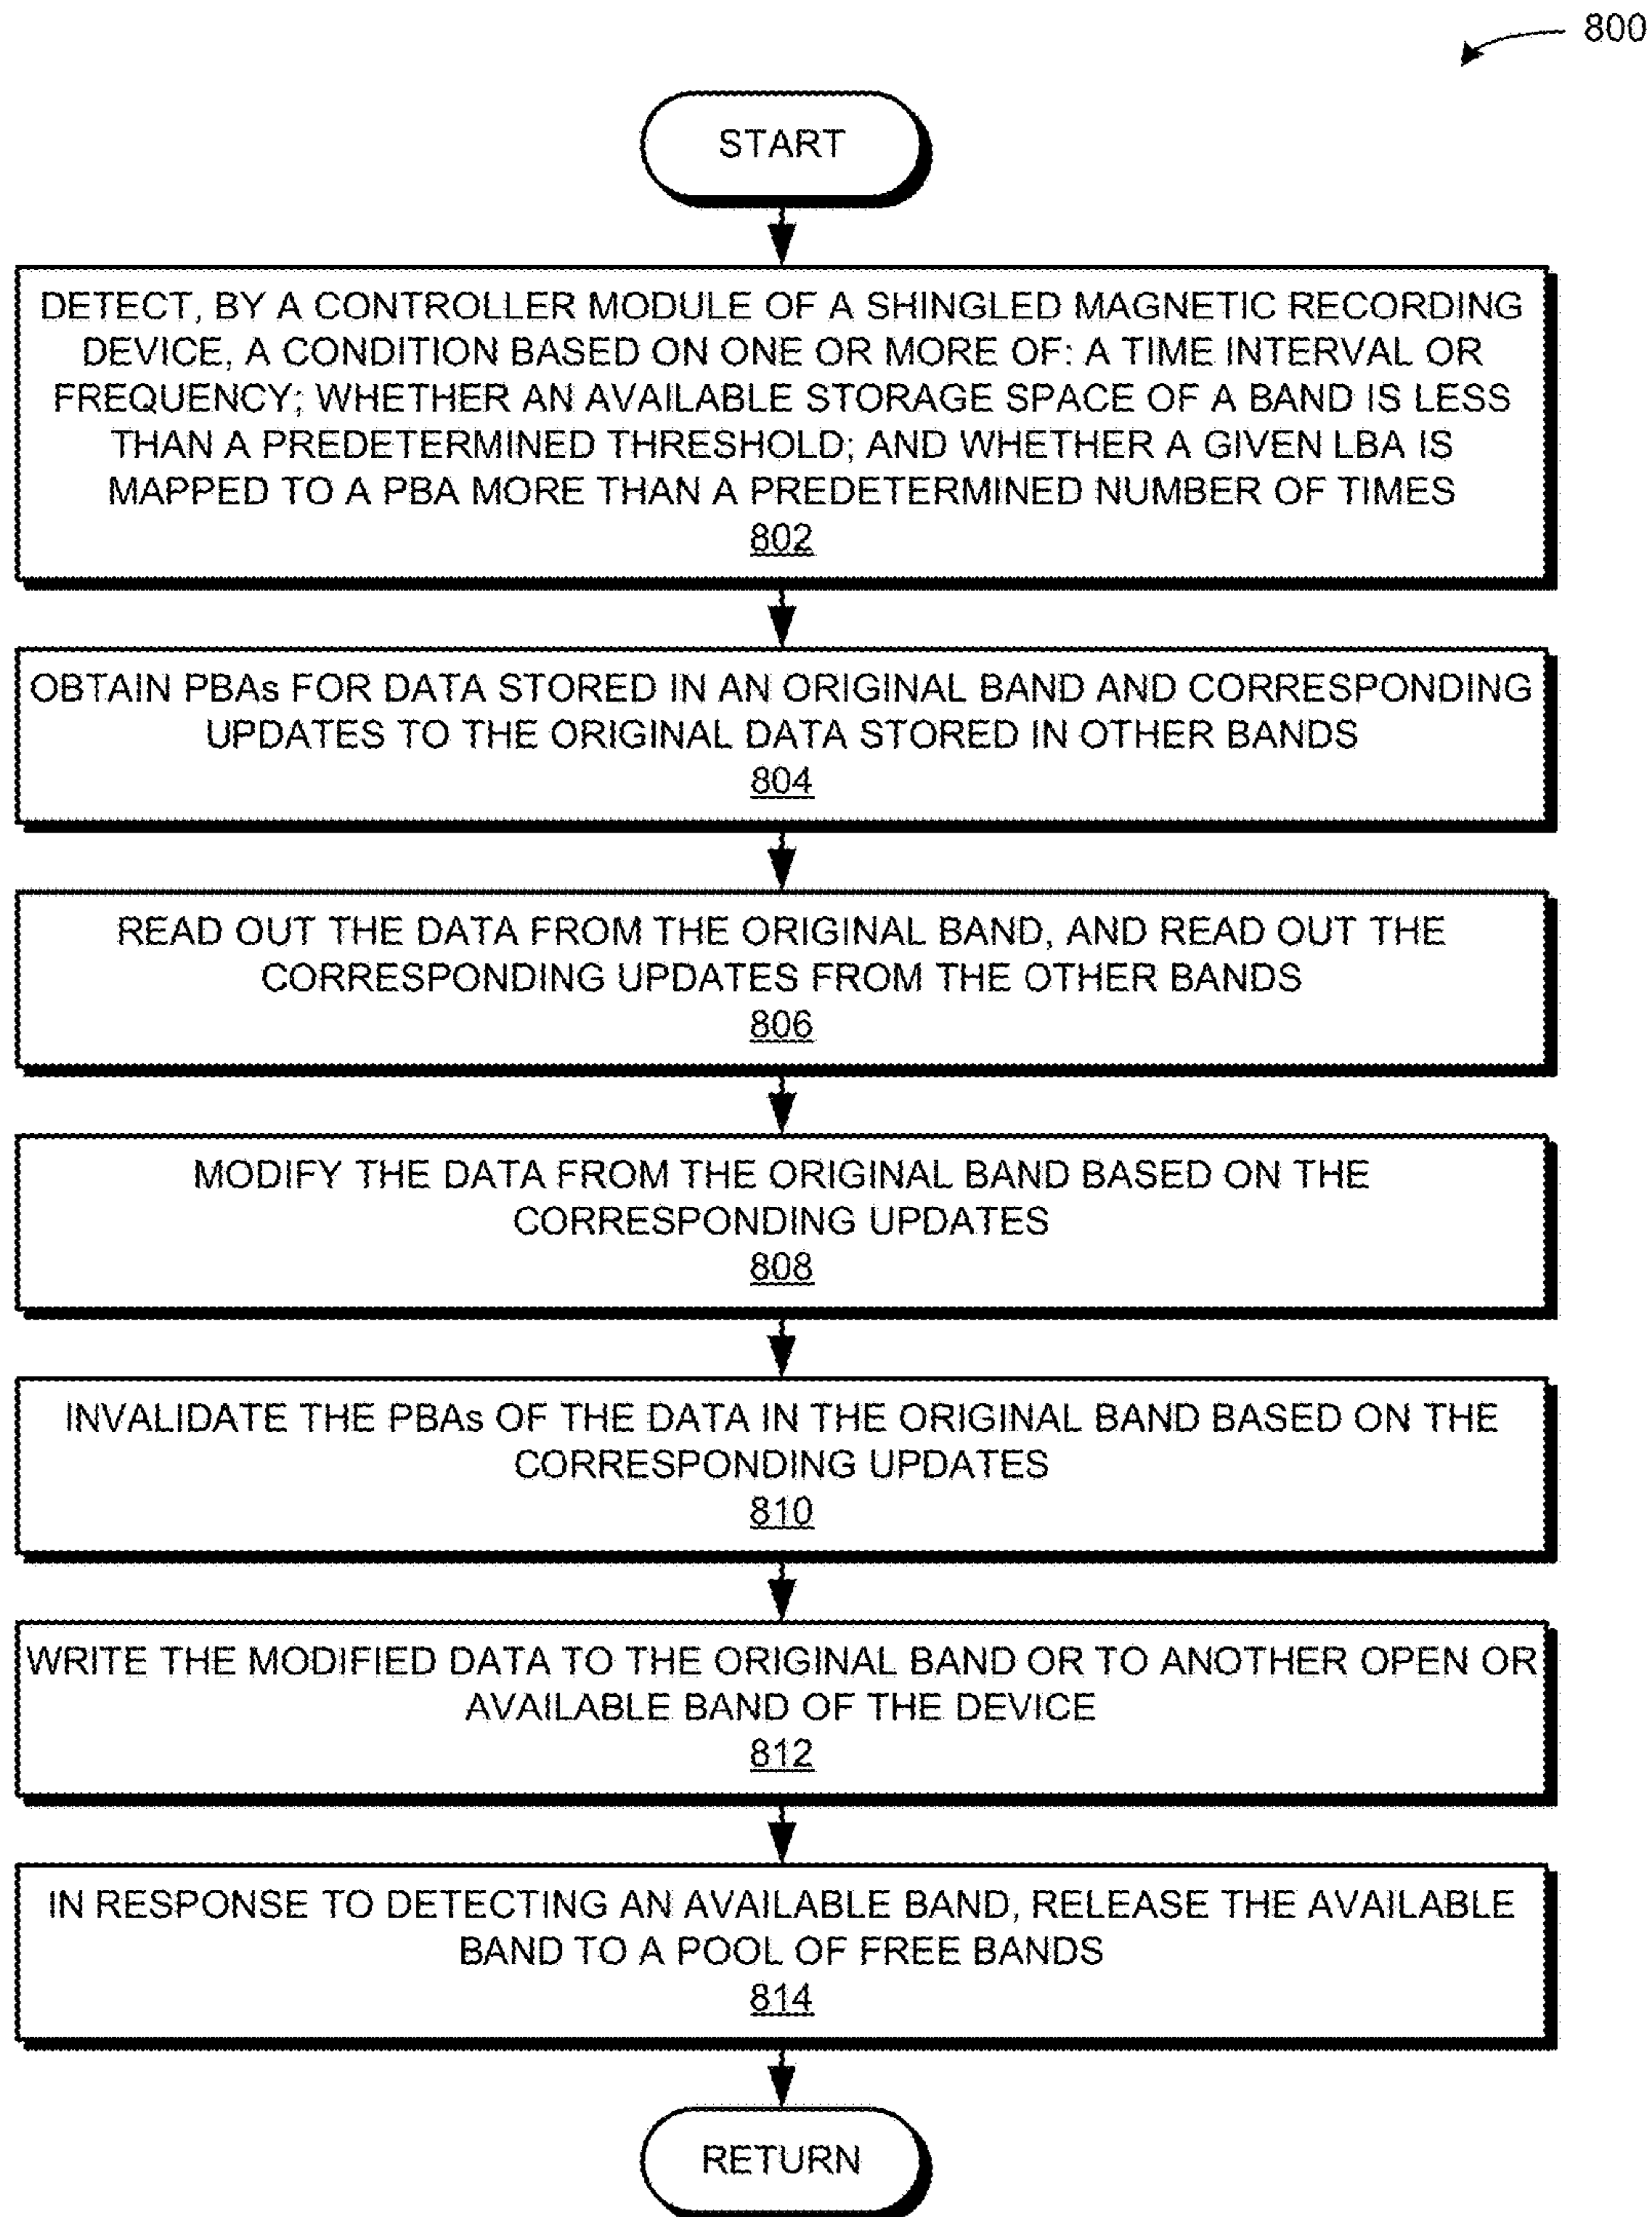 800
START
DETECT, BY A CONTROLLER MODULE OF A SHINGLED MAGNETIC RECORDING
DEVICE, A CONDITION BASED ON ONE OR MORE OF: A TIME INTERVAL OR
FREQUENCY; WHETHER AN AVAILABLE STORAGE SPACE OF A BAND IS LESS
THAN A PREDETERMINED THRESHOLD; AND WHETHER A GIVEN LBA IS
MAPPED TO A PBA MORE THAN A PREDETERMINED NUMBER OF TIMES
802
OBTAIN PBAs FOR DATA STORED IN AN ORIGINAL BAND AND CORRESPONDING
UPDATES TO THE ORIGINAL DATA STORED IN OTHER BANDS
804
READ OUT THE DATA FROM THE ORIGINAL BAND, AND READ OUT THE
CORRESPONDING UPDATES FROM THE OTHER BANDS
806
MODIFY THE DATA FROM THE ORIGINAL BAND BASED ON THE
CORRESPONDING UPDATES
808
INVALIDATE THE PBAs OF THE DATA IN THE ORIGINAL BAND BASED ON THE
CORRESPONDING UPDATES
810
WRITE THE MODIFIED DATA TO THE ORIGINAL BAND OR TO ANOTHER OPEN OR
AVAILABLE BAND OF THE DEVICE
812
IN RESPONSE TO DETECTING AN AVAILABLE BAND, RELEASE THE AVAILABLE
BAND TO A POOL OF FREE BANDS
814
RETURN